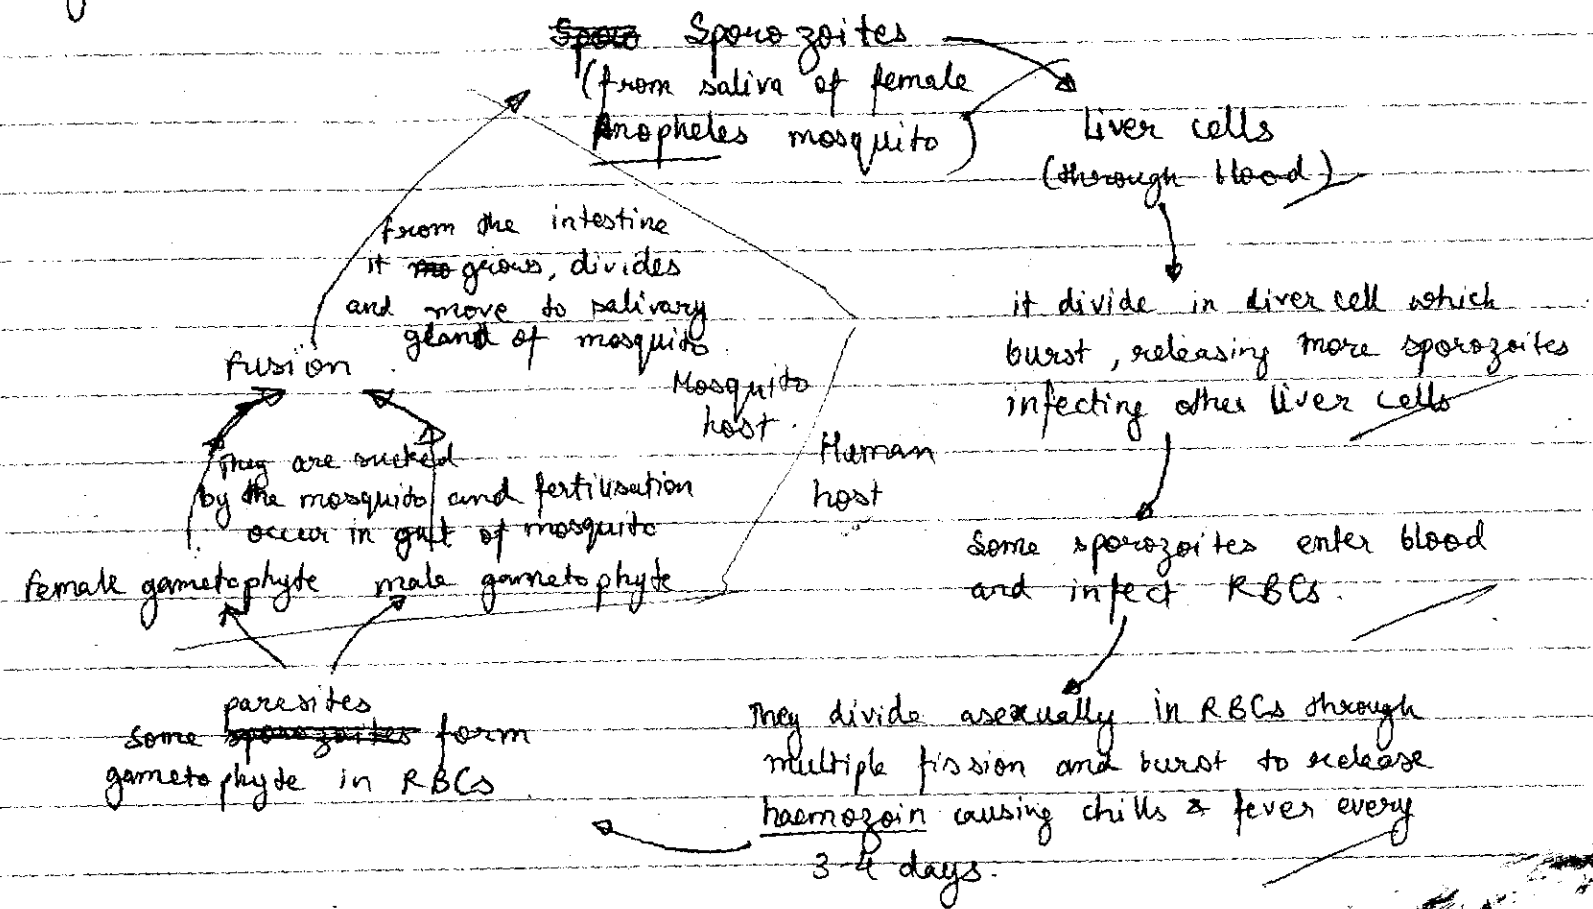 Sporozoites
(from saliva of female
Anopheles mosquito)
Liver cells
(through blood)
it divide in liver cell which
burst, releasing more sporozoites
infecting other liver cells
Some sporozoites enter blood
and infect RBCs.
They divide asexually in RBCs through
multiple fission and burst to release
haemozoin causing chills & fever every
3-4 days.
parasites
some sporozoites form
gametophyte in RBCs
female gametophyte male gametophyte
They are sucked
by the mosquito and fertilisation
occur in gut of mosquito
fusion
from the intestine
it grows, divides
and move to salivary
gland of mosquito.
Mosquito
host.
Human
host